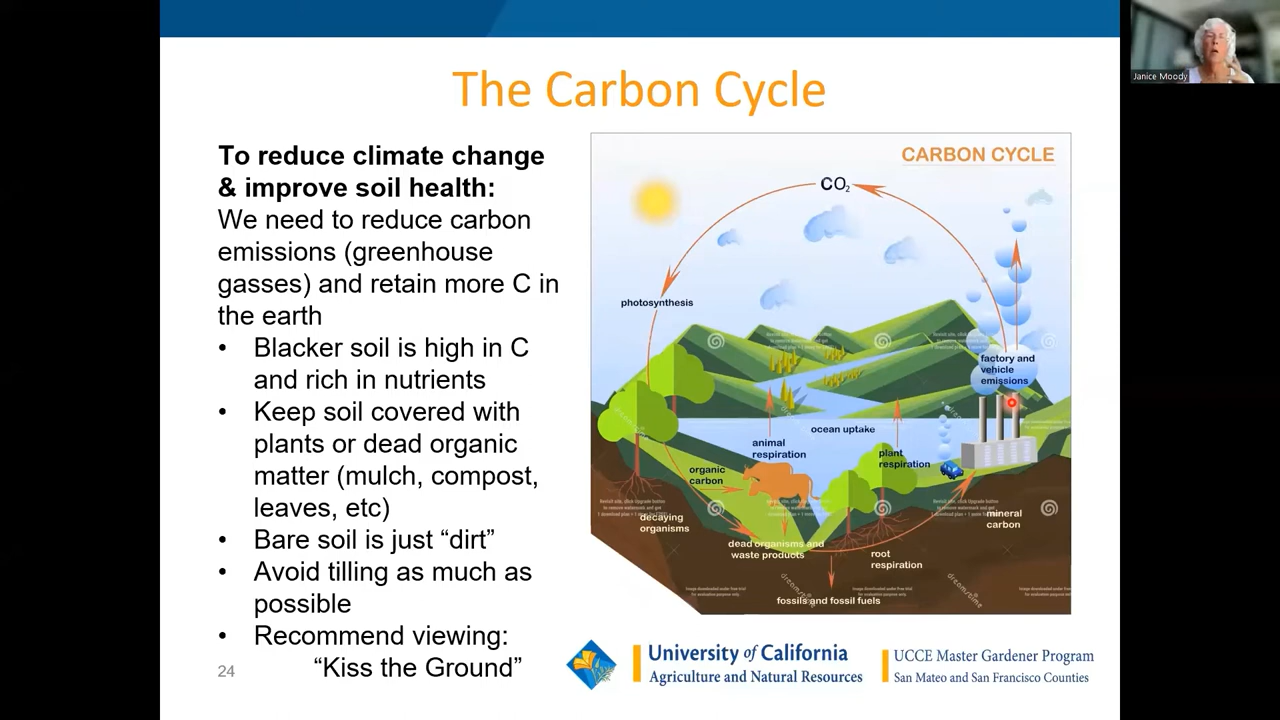 The Carbon Cycle
Janice Moody
To reduce climate change
& improve soil health:
We need to reduce carbon
emissions (greenhouse
gasses) and retain more C in
the earth
• Blacker soil is high in C
and rich in nutrients
• Keep soil covered with
plants or dead organic
matter (mulch, compost,
leaves, etc)
• Bare soil is just “dirt”
• Avoid tilling as much as
possible
• Recommend viewing:
“Kiss the Ground”
24
CARBON CYCLE
CO₂
photosynthesis
factory and
vehicle
emissions
ocean uptake
animal
respiration
plant
respiration
organic
carbon
decaying
organisms
mineral
carbon
dead organisms and
waste products
root
respiration
fossils and fossil fuels
dreamstime
University of California
Agriculture and Natural Resources
UCCE Master Gardener Program
San Mateo and San Francisco Counties